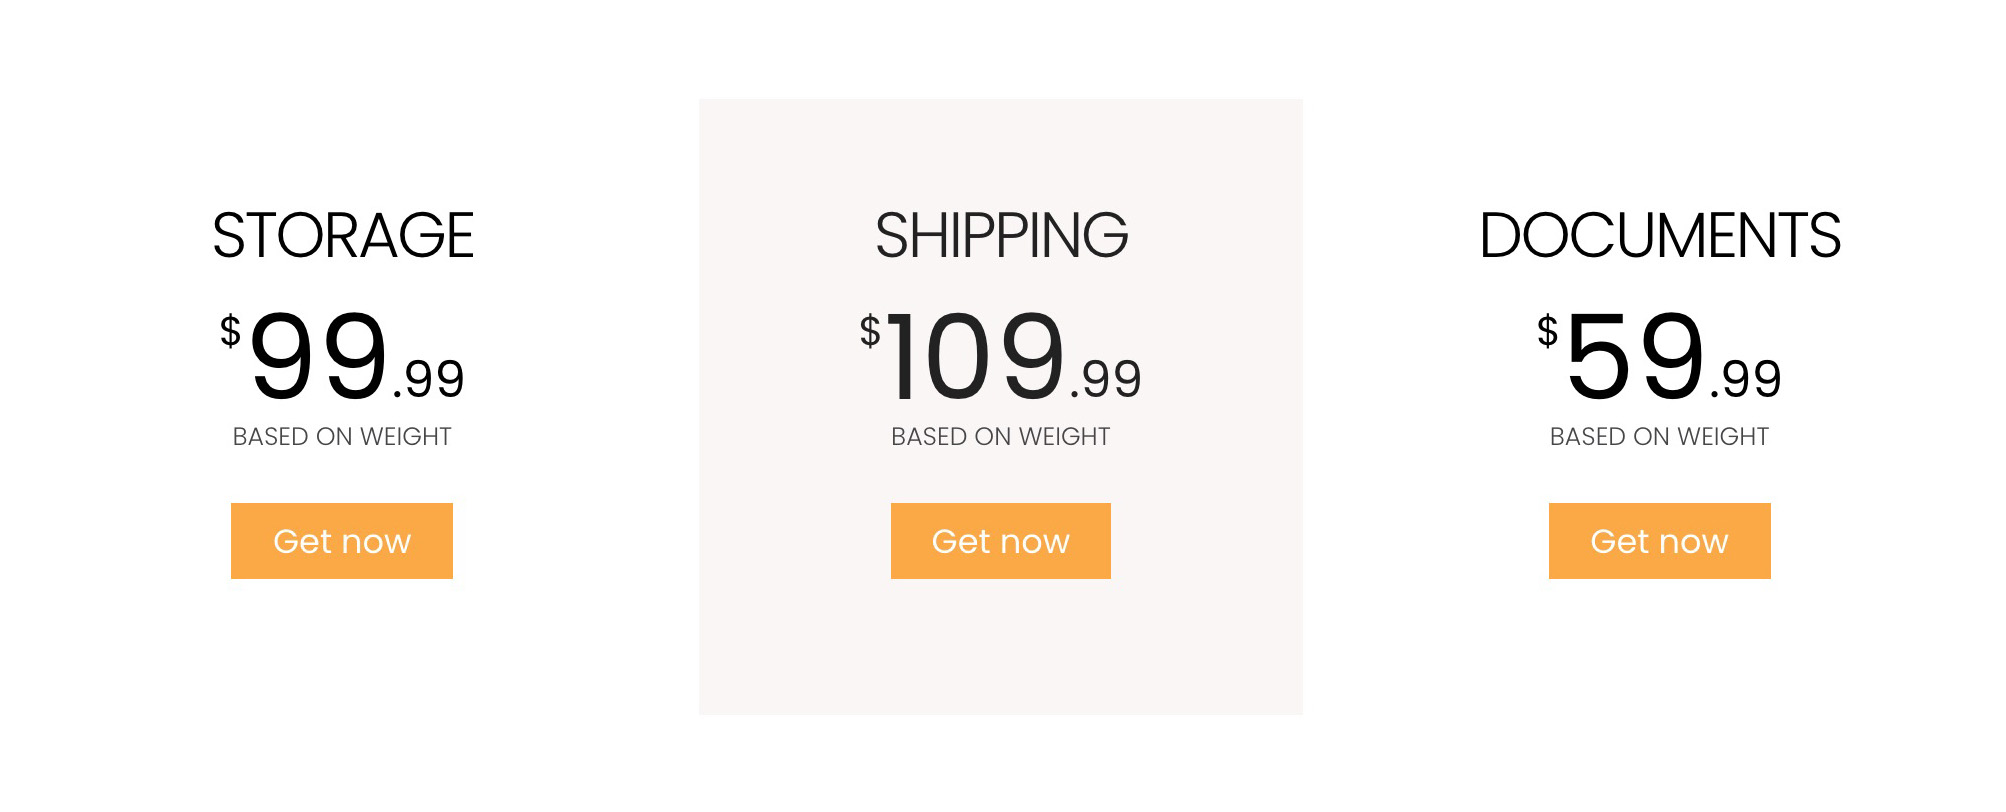 STORAGE
$99.99
BASED ON WEIGHT
Get now
SHIPPING
$109.99
BASED ON WEIGHT
Get now
DOCUMENTS
$59.99
BASED ON WEIGHT
Get now